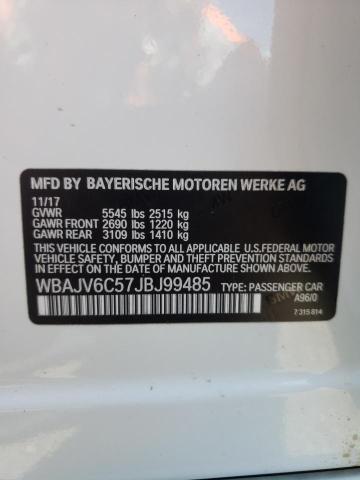 MFD BY BAYERISCHE MOTOREN WERKE AG
11/17
GVWR 5545 lbs 2515 kg
GAWR FRONT 2690 lbs 1220 kg
GAWR REAR 3109 lbs 1410 kg
THIS VEHICLE CONFORMS TO ALL APPLICABLE U.S.FEDERAL MOTOR
VEHICLE SAFETY, BUMPER AND THEFT PREVENTION STANDARDS
IN EFFECT ON THE DATE OF MANUFACTURE SHOWN ABOVE.
WBAJV6C57JBJ99485 TYPE: PASSENGER CAR
A96/0
7 315 814